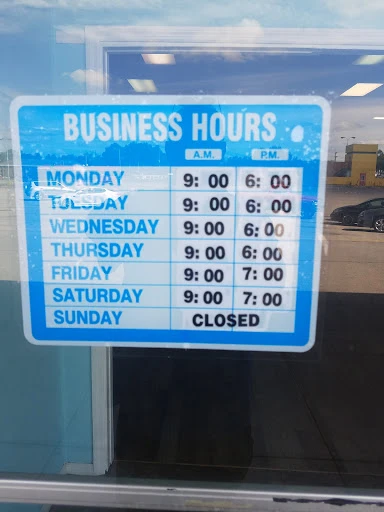 BUSINESS HOURS
A.M. P.M.
MONDAY 9: 00 6: 00
TUESDAY 9: 00 6: 00
WEDNESDAY 9: 00 6: 00
THURSDAY 9: 00 6: 00
FRIDAY 9: 00 7: 00
SATURDAY 9: 00 7: 00
SUNDAY CLOSED